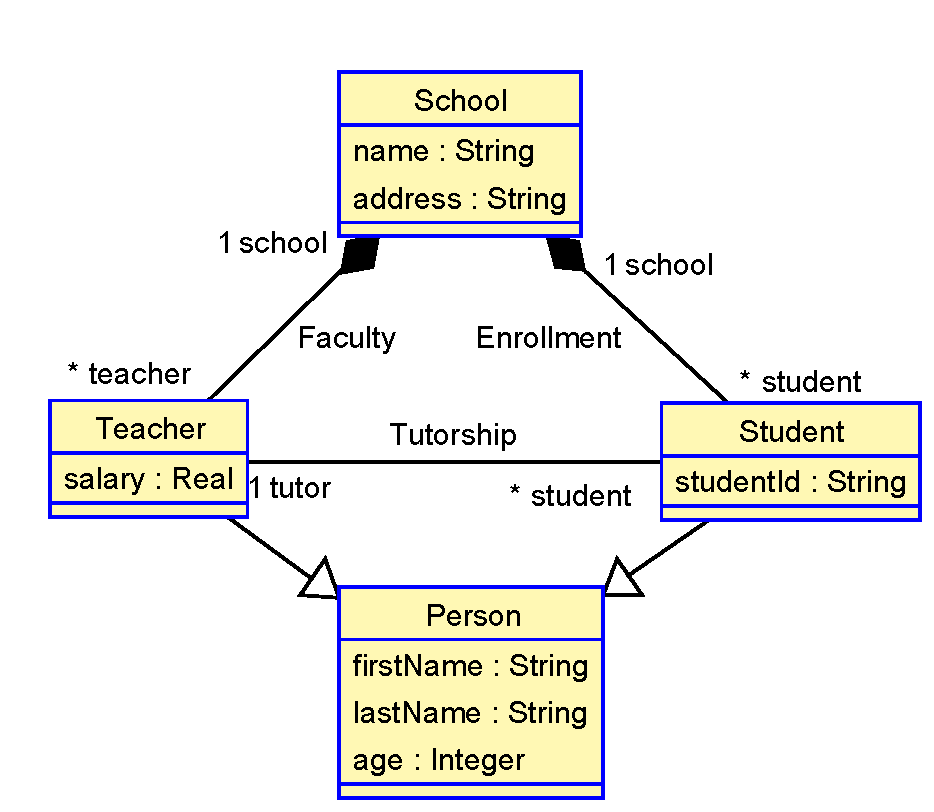 School
name : String
address : String
1 school
1 school
Faculty
Enrollment
* teacher
* student
Teacher
salary : Real
Tutorship
Student
studentId : String
1 tutor
* student
Person
firstName : String
lastName : String
age : Integer